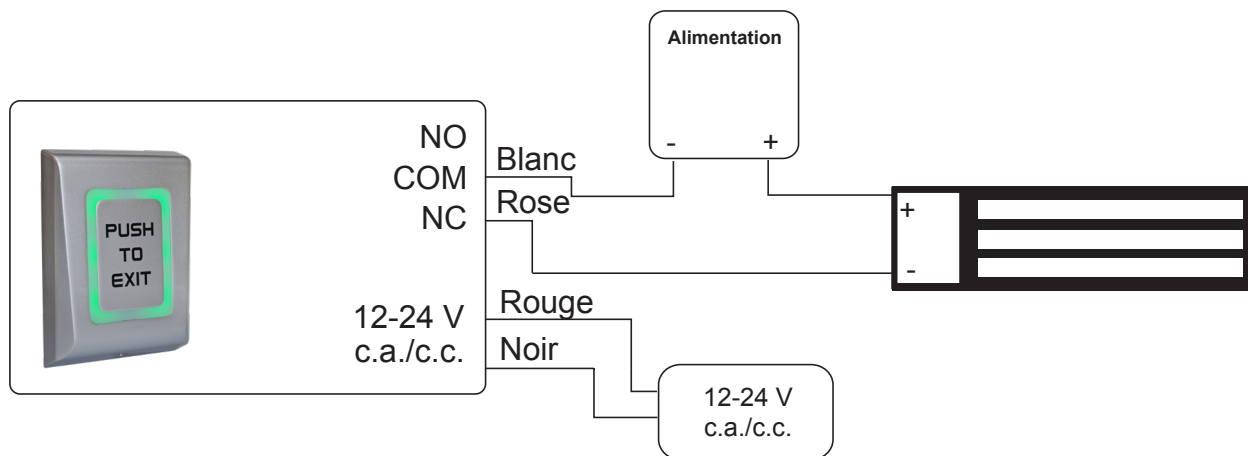 Alimentation
- +
NO
COM
NC
Blanc
Rose
PUSH
TO
EXIT
12-24 V
c.a./c.c.
Rouge
Noir
+
-
12-24 V
c.a./c.c.